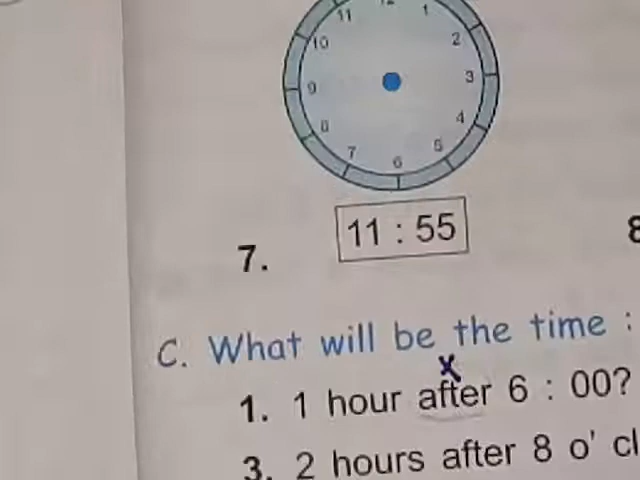 12
11 1
10 2
9 3
8 4
7 5
6
7. 11 : 55 8
C. What will be the time :
x
1. 1 hour after 6 : 00?
3. 2 hours after 8 o'